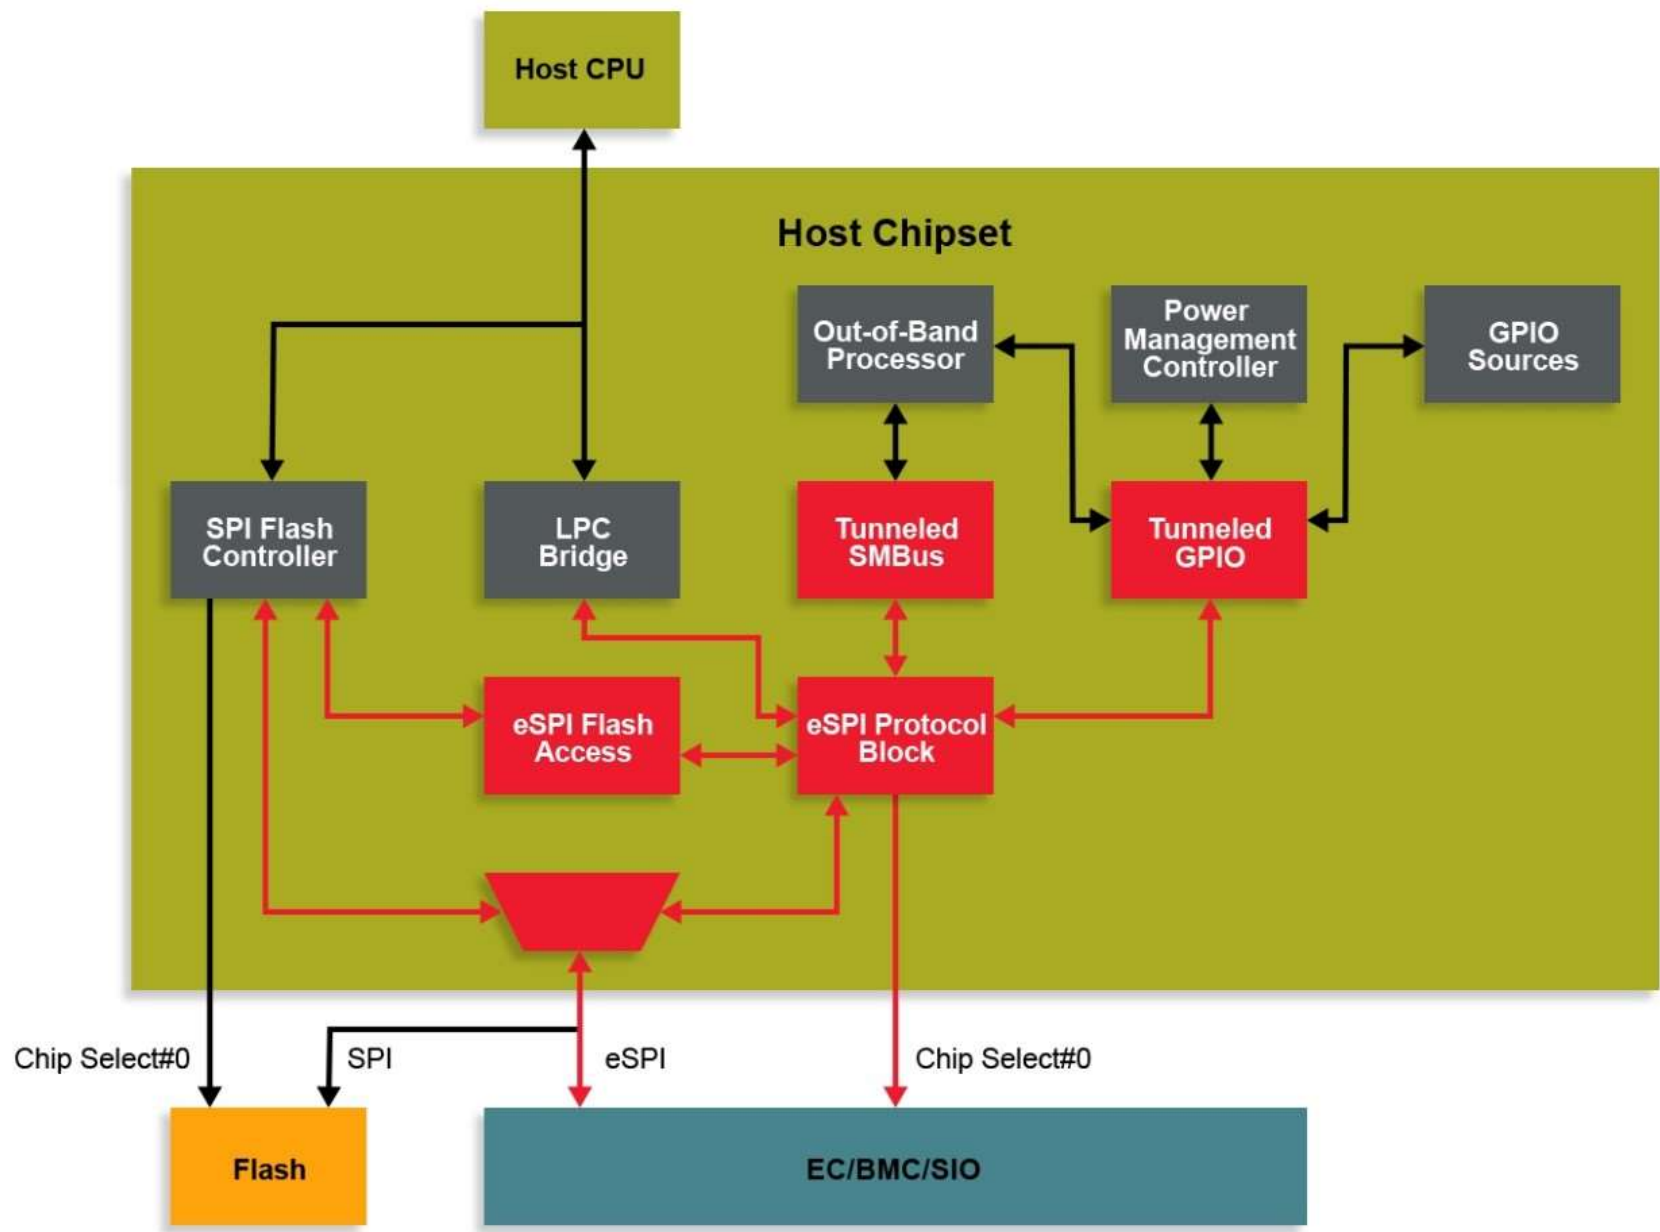 Host CPU
Host Chipset
Out-of-Band
Processor
Power
Management
Controller
GPIO
Sources
SPI Flash
Controller
LPC
Bridge
Tunneled
SMBus
Tunneled
GPIO
eSPI Flash
Access
eSPI Protocol
Block
Chip Select#0
SPI
eSPI
Chip Select#0
Flash
EC/BMC/SIO